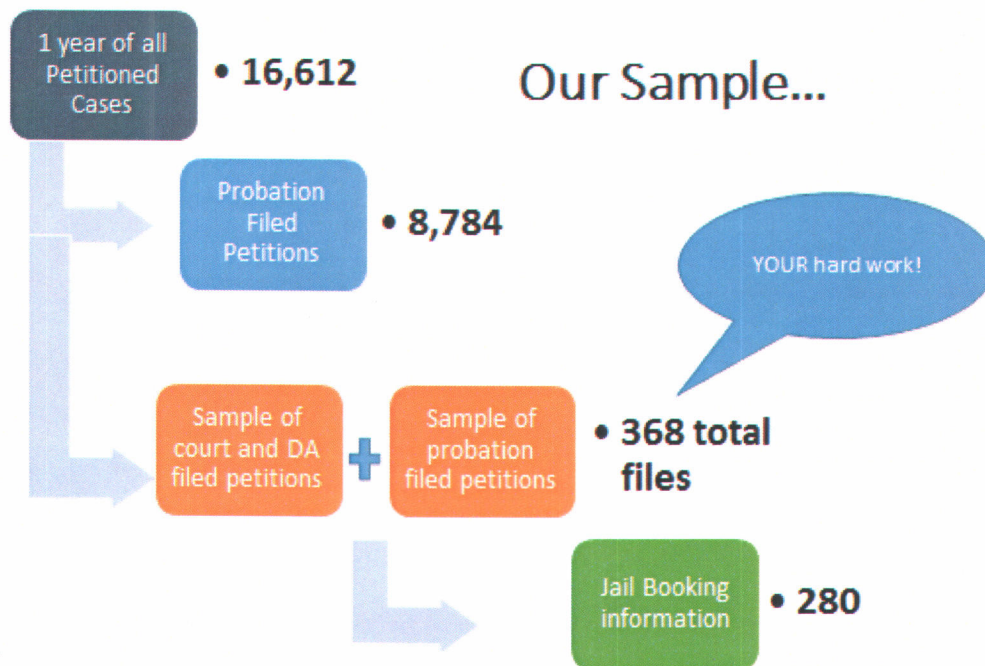 1 year of all
Petitioned
Cases
• 16,612
Our Sample...
Probation
Filed
Petitions
• 8,784
YOUR hard work!
Sample of
court and DA
filed petitions
Sample of
probation
filed petitions
• 368 total
files
Jail Booking
information
• 280